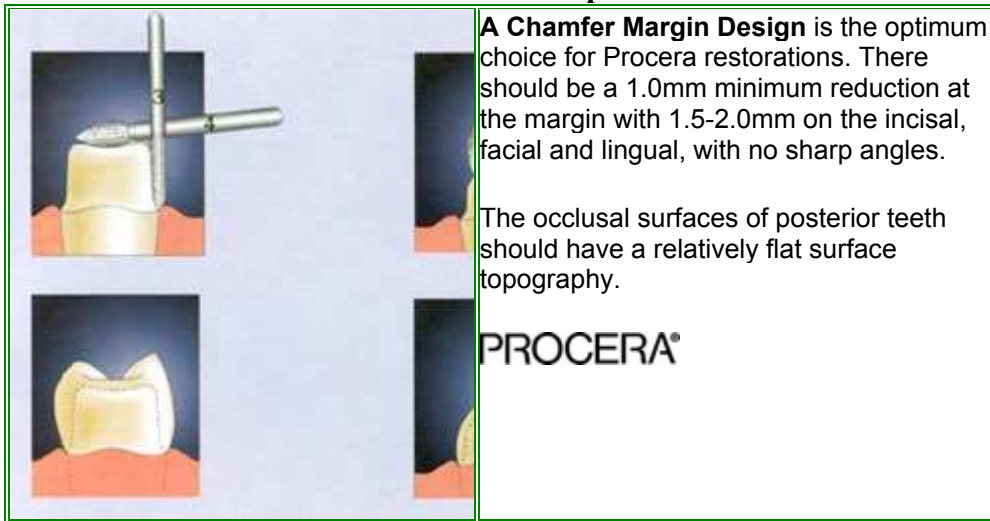 A Chamfer Margin Design is the optimum
choice for Procera restorations. There
should be a 1.0mm minimum reduction at
the margin with 1.5-2.0mm on the incisal,
facial and lingual, with no sharp angles.
The occlusal surfaces of posterior teeth
should have a relatively flat surface
topography.
PROCERA®
3